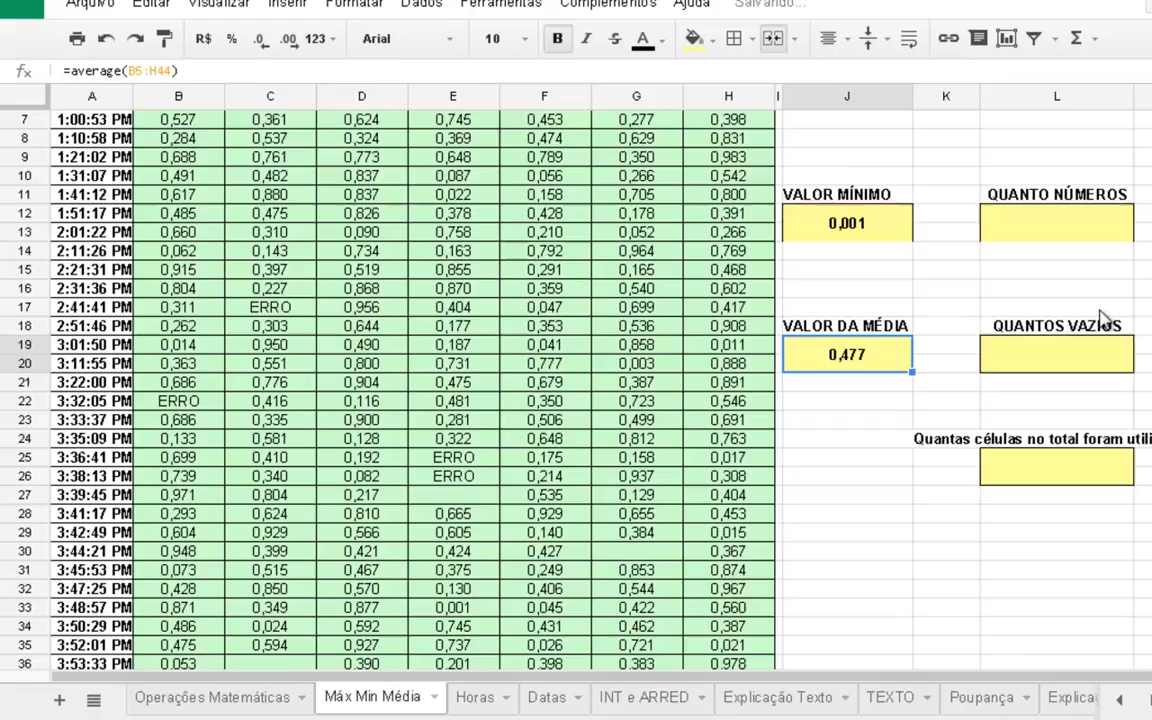 Arquivo Editar Visualizar Inserir Formatar Dados Ferramentas Complementos Ajuda Salvando...
R$ % .0 .00 123 Arial 10 B I S A Σ
fx =average(B5:H44)
A B C D E F G H I J K L
7 1:00:53 PM 0,527 0,361 0,624 0,745 0,453 0,277 0,398
8 1:10:58 PM 0,284 0,537 0,324 0,369 0,474 0,629 0,831
9 1:21:02 PM 0,688 0,761 0,773 0,648 0,789 0,350 0,983
10 1:31:07 PM 0,491 0,482 0,837 0,087 0,056 0,266 0,542
11 1:41:12 PM 0,617 0,880 0,837 0,022 0,158 0,705 0,800 VALOR MÍNIMO QUANTO NÚMEROS
12 1:51:17 PM 0,485 0,475 0,826 0,378 0,428 0,178 0,391
0,001
13 2:01:22 PM 0,660 0,310 0,090 0,758 0,210 0,052 0,266
14 2:11:26 PM 0,062 0,143 0,734 0,163 0,792 0,964 0,769
15 2:21:31 PM 0,915 0,397 0,519 0,855 0,291 0,165 0,468
16 2:31:36 PM 0,804 0,227 0,868 0,870 0,359 0,540 0,602
17 2:41:41 PM 0,311 ERRO 0,956 0,404 0,047 0,699 0,417
18 2:51:46 PM 0,262 0,303 0,644 0,177 0,353 0,536 0,908 VALOR DA MÉDIA QUANTOS VAZIOS
19 3:01:50 PM 0,014 0,950 0,490 0,187 0,041 0,858 0,011
0,477
20 3:11:55 PM 0,363 0,551 0,800 0,731 0,777 0,003 0,888
21 3:22:00 PM 0,686 0,776 0,904 0,475 0,679 0,387 0,891
22 3:32:05 PM ERRO 0,416 0,116 0,481 0,350 0,723 0,546
23 3:33:37 PM 0,686 0,335 0,900 0,281 0,506 0,499 0,691
24 3:35:09 PM 0,133 0,581 0,128 0,322 0,648 0,812 0,763 Quantas células no total foram utili
25 3:36:41 PM 0,699 0,410 0,192 ERRO 0,175 0,158 0,017
26 3:38:13 PM 0,739 0,340 0,082 ERRO 0,214 0,937 0,308
27 3:39:45 PM 0,971 0,804 0,217 0,535 0,129 0,404
28 3:41:17 PM 0,293 0,624 0,810 0,665 0,929 0,655 0,453
29 3:42:49 PM 0,604 0,929 0,566 0,605 0,140 0,384 0,015
30 3:44:21 PM 0,948 0,399 0,421 0,424 0,427 0,367
31 3:45:53 PM 0,073 0,515 0,467 0,375 0,249 0,853 0,874
32 3:47:25 PM 0,428 0,850 0,570 0,130 0,406 0,544 0,967
33 3:48:57 PM 0,871 0,349 0,877 0,001 0,045 0,422 0,560
34 3:50:29 PM 0,486 0,024 0,592 0,745 0,431 0,462 0,387
35 3:52:01 PM 0,475 0,594 0,927 0,737 0,026 0,721 0,021
36 3:53:33 PM 0.053 0.390 0.201 0.398 0.383 0.978
+ Operações Matemáticas Máx Min Média Horas Datas INT e ARRED Explicação Texto TEXTO Poupança Explica